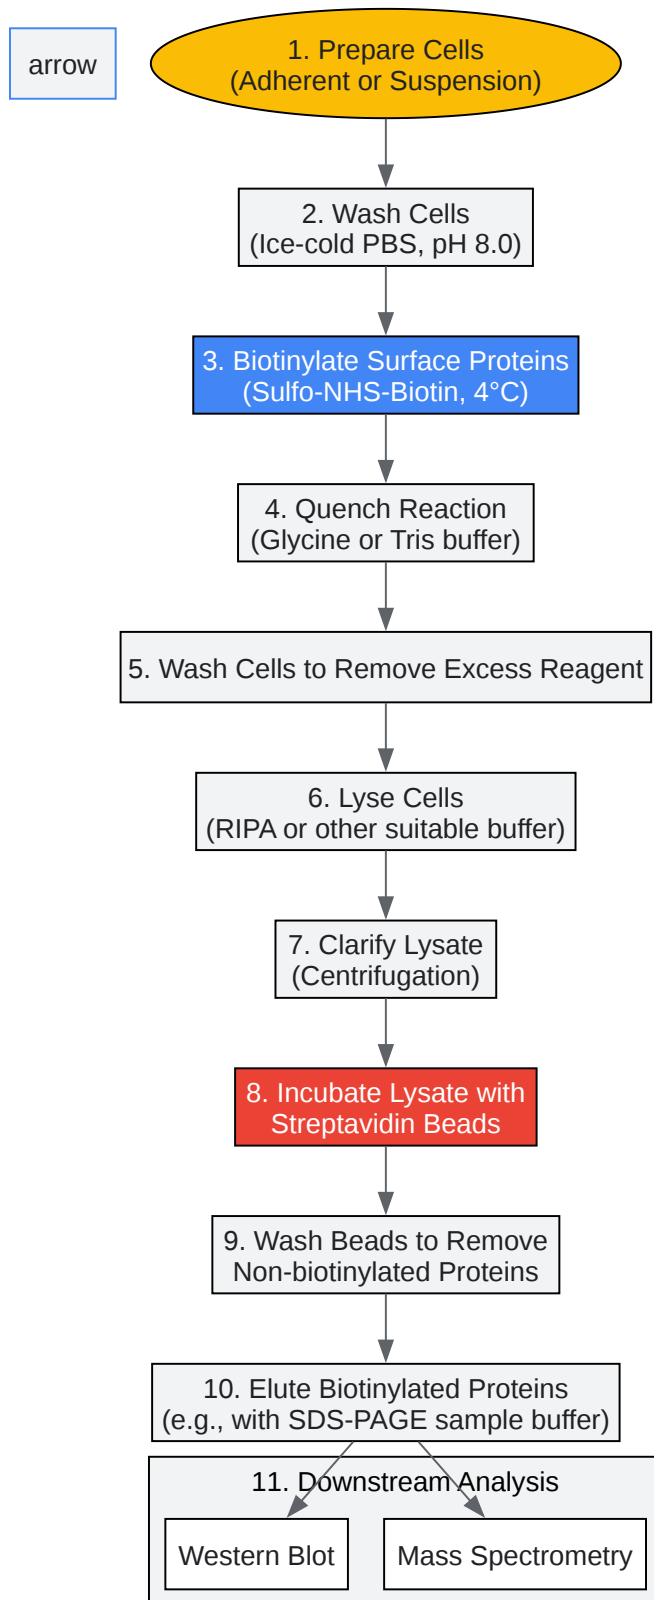 arrow
1. Prepare Cells
(Adherent or Suspension)
2. Wash Cells
(Ice-cold PBS, pH 8.0)
3. Biotinylate Surface Proteins
(Sulfo-NHS-Biotin, 4°C)
4. Quench Reaction
(Glycine or Tris buffer)
5. Wash Cells to Remove Excess Reagent
6. Lyse Cells
(RIPA or other suitable buffer)
7. Clarify Lysate
(Centrifugation)
8. Incubate Lysate with
Streptavidin Beads
9. Wash Beads to Remove
Non-biotinylated Proteins
10. Elute Biotinylated Proteins
(e.g., with SDS-PAGE sample buffer)
11. Downstream Analysis
Western Blot
Mass Spectrometry